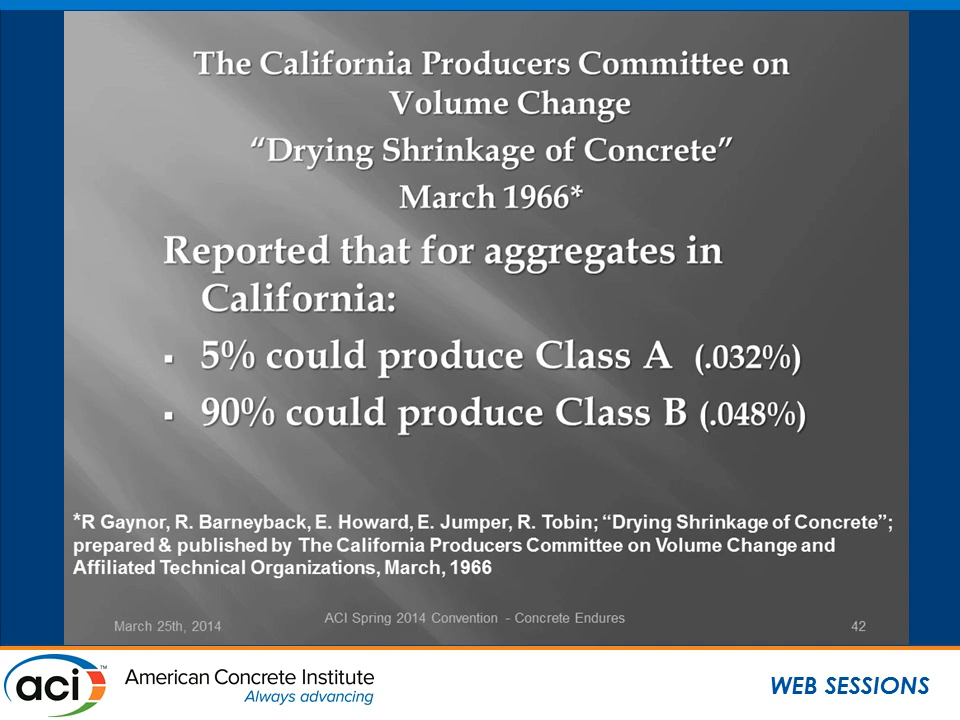 The California Producers Committee on
Volume Change
“Drying Shrinkage of Concrete”
March 1966*
Reported that for aggregates in
California:
▪ 5% could produce Class A (.032%)
▪ 90% could produce Class B (.048%)
*R Gaynor, R. Barneyback, E. Howard, E. Jumper, R. Tobin; “Drying Shrinkage of Concrete”;
prepared & published by The California Producers Committee on Volume Change and
Affiliated Technical Organizations, March, 1966
March 25th, 2014
ACI Spring 2014 Convention - Concrete Endures
42
aci™
American Concrete Institute
Always advancing
WEB SESSIONS